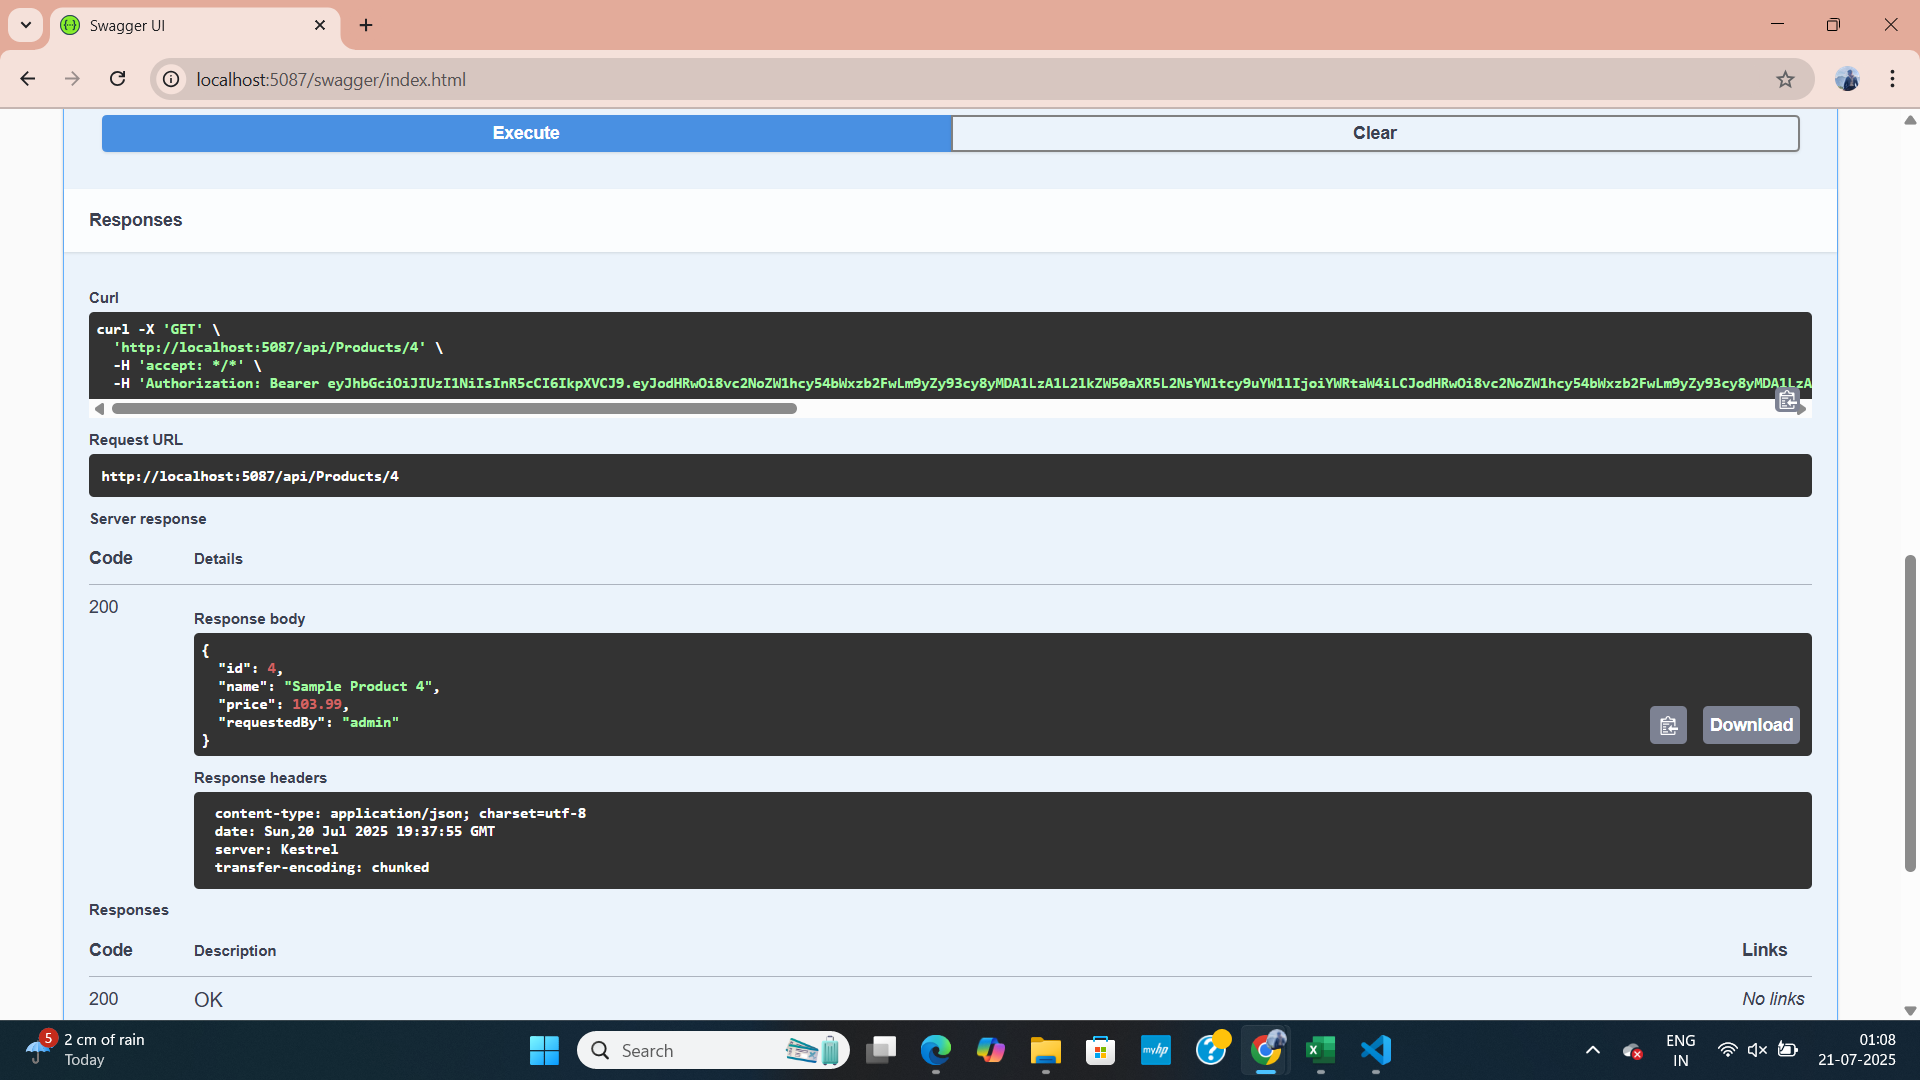 Swagger UI
localhost:5087/swagger/index.html
Execute
Clear
Responses
Curl
curl -X 'GET' \
'http://localhost:5087/api/Products/4' \
-H 'accept: */*' \
-H 'Authorization: Bearer eyJhbGciOiJIUzI1NiIsInR5cCI6IkpXVCJ9.eyJodHRwOi8vc2NoZW1hcy54bWxzb2FwLm9yZy93cy8yMDA1LzA1L2lkZW50aXR5L2NsYWltcy9uYW1lIjoiYWRtaW4iLCJodHRwOi8vc2NoZW1hcy54bWxzb2FwLm9yZy93cy8yMDA1LzA
Request URL
http://localhost:5087/api/Products/4
Server response
Code Details
200
Response body
{
"id": 4,
"name": "Sample Product 4",
"price": 103.99,
"requestedBy": "admin"
}
Download
Response headers
content-type: application/json; charset=utf-8
date: Sun,20 Jul 2025 19:37:55 GMT
server: Kestrel
transfer-encoding: chunked
Responses
Code Description Links
200 OK No links
5
2 cm of rain
Today
Search
myhp
ENG
IN
01:08
21-07-2025